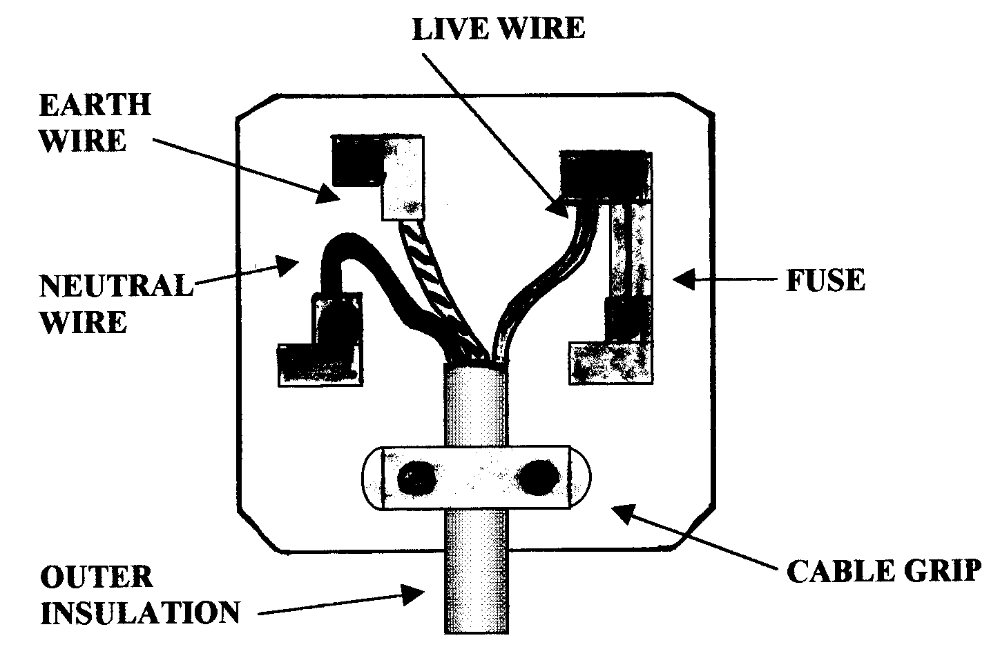 LIVE WIRE
EARTH
WIRE
NEUTRAL
WIRE
FUSE
OUTER
INSULATION
CABLE GRIP